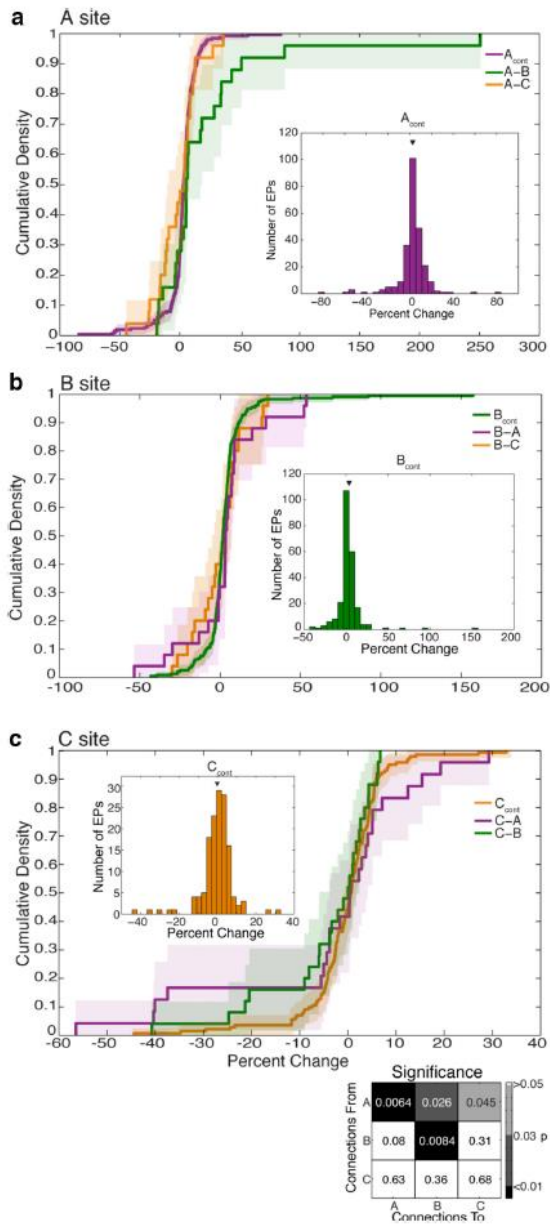 a A site
1
0.9
0.8
0.7
0.6
0.5
0.4
0.3
0.2
0.1
0
Cumulative Density
-100 -50 0 50 100 150 200 250 300
A_cont
A-B
A-C
A_cont
120
100
80
60
40
20
0
Number of EPs
-80 -40 0 40 80
Percent Change
b B site
1
0.9
0.8
0.7
0.6
0.5
0.4
0.3
0.2
0.1
0
Cumulative Density
-100 -50 0 50 100 150 200
B_cont
B-A
B-C
B_cont
120
100
80
60
40
20
0
Number of EPs
-50 0 50 100 150 200
Percent Change
c C site
1
0.9
0.8
0.7
0.6
0.5
0.4
0.3
0.2
0.1
0
Cumulative Density
-60 -50 -40 -30 -20 -10 0 10 20 30 40
Percent Change
C_cont
30
25
20
15
10
5
0
Number of EPs
-40 -20 0 20 40
Percent Change
C_cont
C-A
C-B
Significance
Connections From
A 0.0064 0.026 0.045
B 0.08 0.0084 0.31
C 0.63 0.36 0.68
A B C
Connections To
>0.05
0.03 p
<0.01